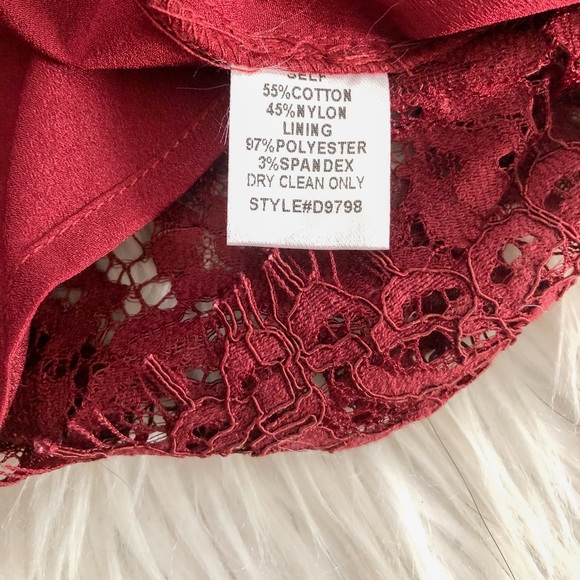 SELF
55%COTTON
45%NYLON
LINING
97%POLYESTER
3%SPANDEX
DRY CLEAN ONLY
STYLE#D9798